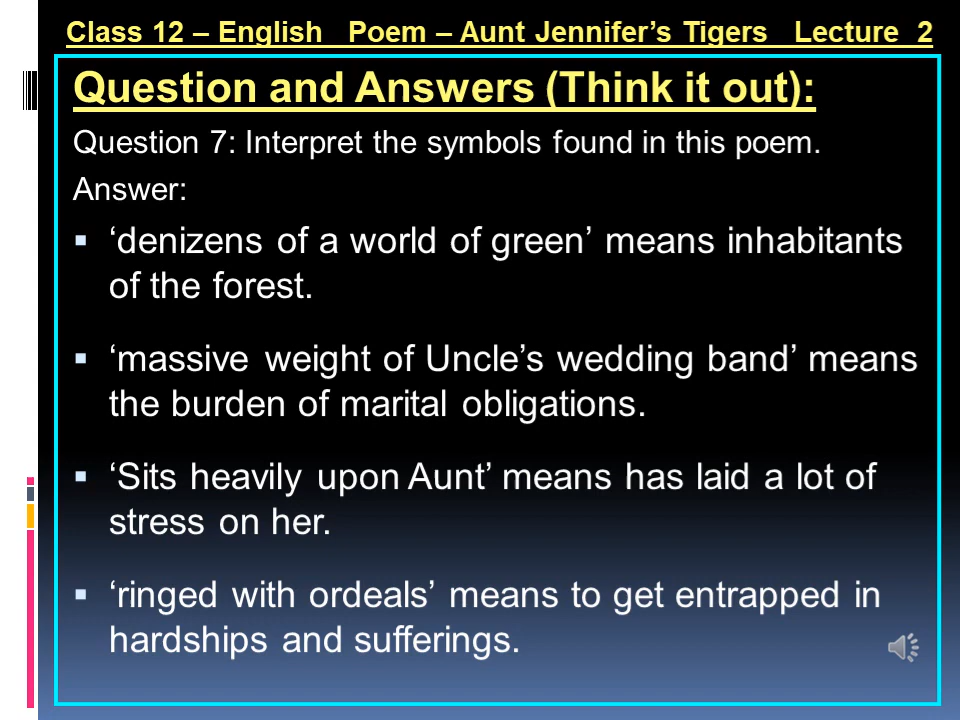 Class 12 – English   Poem – Aunt Jennifer’s Tigers   Lecture  2
Question and Answers (Think it out):
Question 7: Interpret the symbols found in this poem.
Answer:
▪ ‘denizens of a world of green’ means inhabitants
of the forest.
▪ ‘massive weight of Uncle’s wedding band’ means
the burden of marital obligations.
▪ ‘Sits heavily upon Aunt’ means has laid a lot of
stress on her.
▪ ‘ringed with ordeals’ means to get entrapped in
hardships and sufferings.